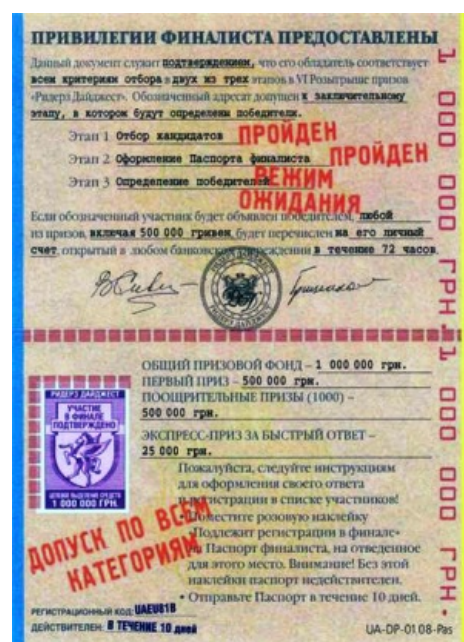 ПРИВИЛЕГИИ ФИНАЛИСТА ПРЕДОСТАВЛЕНЫ
Данный документ служит подтверждением, что его обладатель соответствует
всем критериям отбора в двух из трех этапов в VI Розыгрыше призов
«Ридерз Дайджест». Обозначенный адресат допущен к заключительному
этапу, в котором будут определены победители.
Этап 1 Отбор кандидатов
ПРОЙДЕН
Этап 2 Оформление Паспорта финалиста
ПРОЙДЕН
Этап 3 Определение победителей
РЕЖИМ
ОЖИДАНИЯ
Если обозначенный участник будет объявлен победителем, любой
из призов, включая 500 000 гривен, будет перечислен на его личный
счет, открытый в любом банковском учреждении в течение 72 часов.
1 000 000 ГРН.
1 000 000 ГРН.
ОБЩИЙ ПРИЗОВОЙ ФОНД – 1 000 000 грн.
ПЕРВЫЙ ПРИЗ – 500 000 грн.
ПООЩРИТЕЛЬНЫЕ ПРИЗЫ (1000) –
500 000 грн.
ЭКСПРЕСС-ПРИЗ ЗА БЫСТРЫЙ ОТВЕТ –
25 000 грн.
РИДЕРЗ ДАЙДЖЕСТ
УЧАСТИЕ
В ФИНАЛЕ
ПОДТВЕРЖДЕНО
ЦЕЛЕВОЕ ВЫДЕЛЕНИЕ СРЕДСТВ
1 000 000 ГРН.
Пожалуйста, следуйте инструкциям
для оформления своего ответа
и регистрации в списке участников!
• Поместите розовую наклейку
«Подлежит регистрации в финале»
на Паспорт финалиста, на отведенное
для этого место. Внимание! Без этой
наклейки паспорт недействителен.
• Отправьте Паспорт в течение 10 дней.
ДОПУСК ПО ВСЕМ
КАТЕГОРИЯМ
РЕГИСТРАЦИОННЫЙ КОД: UAEU81B
ДЕЙСТВИТЕЛЕН: В ТЕЧЕНИЕ 10 дней
UA-DP-01 08-Pas